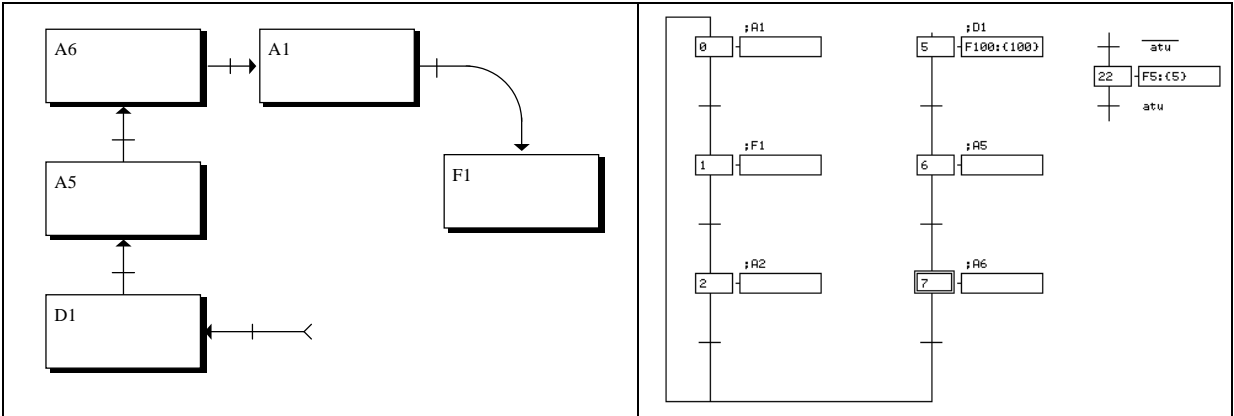 A6
A1
A5
F1
D1
;A1
0
;F1
1
;A2
2
;D1
5 F100:(100)
;A5
6
;A6
7
atu
22 F5:(5)
atu